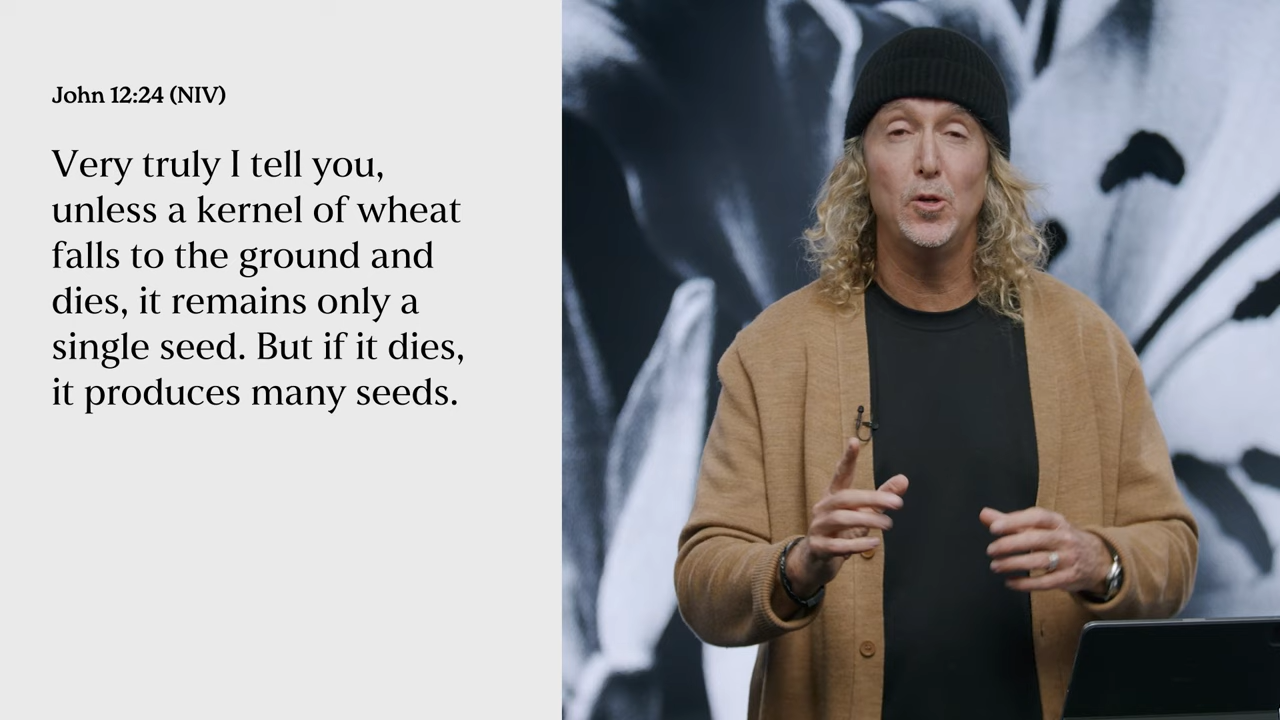 John 12:24 (NIV)
Very truly I tell you,
unless a kernel of wheat
falls to the ground and
dies, it remains only a
single seed. But if it dies,
it produces many seeds.